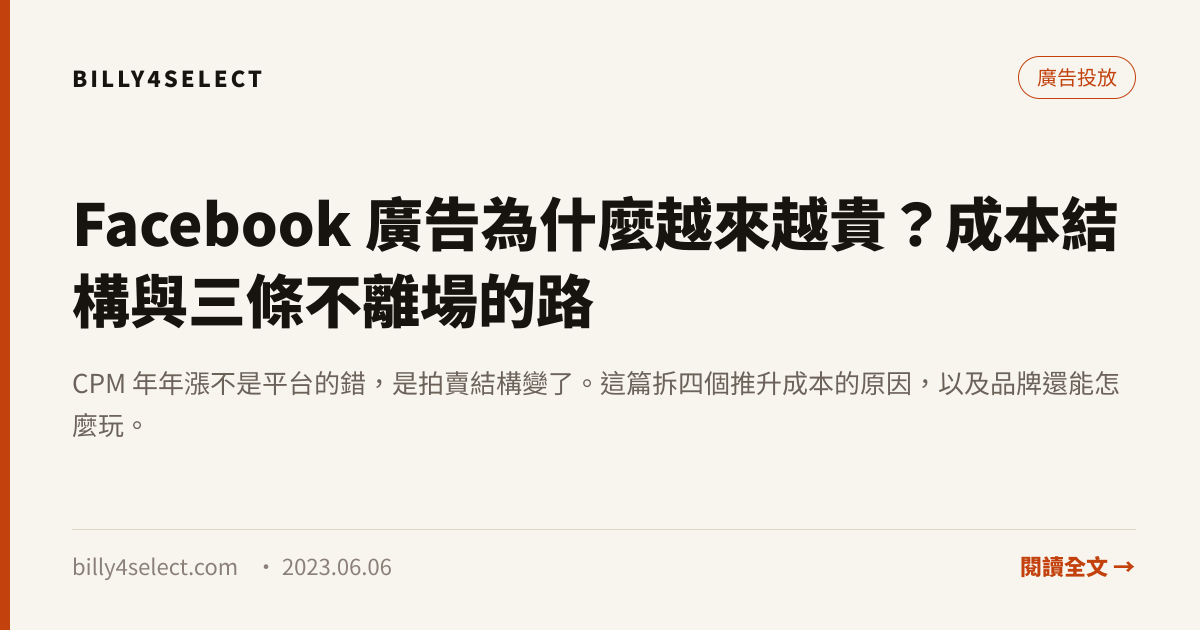 BILLY4SELECT
廣告投放
Facebook 廣告為什麼越來越貴？成本結
構與三條不離場的路
CPM 年年漲不是平台的錯，是拍賣結構變了。這篇拆四個推升成本的原因，以及品牌還能怎
麼玩。
billy4select.com • 2023.06.06
閱讀全文 →